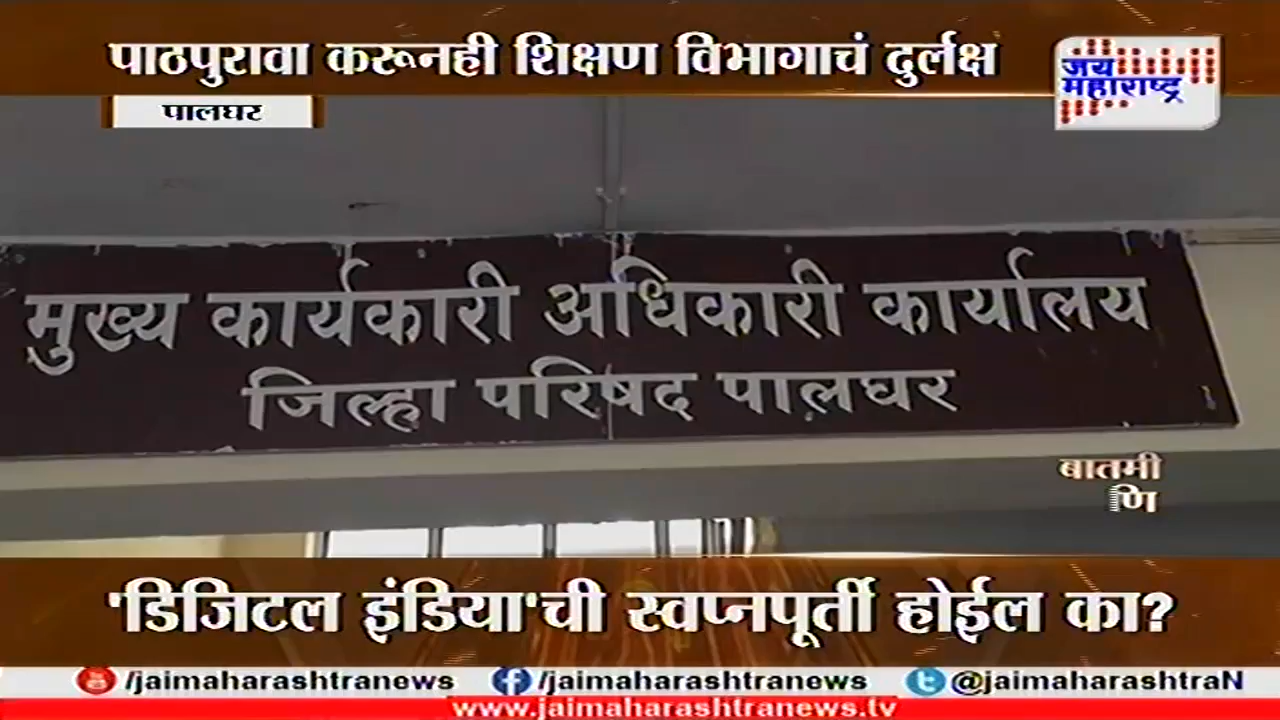 पाठपुरावा करूनही शिक्षण विभागाचं दुर्लक्ष
जय
महाराष्ट्र
पालघर
मुख्य कार्यकारी अधिकारी कार्यालय
जिल्हा परिषद पालघर
बातमी
णि
'डिजिटल इंडिया'ची स्वप्नपूर्ती होईल का?
/jaimaharashtranews /jaimaharashtranews @jaimaharashtraN
www.jaimaharashtranews.tv